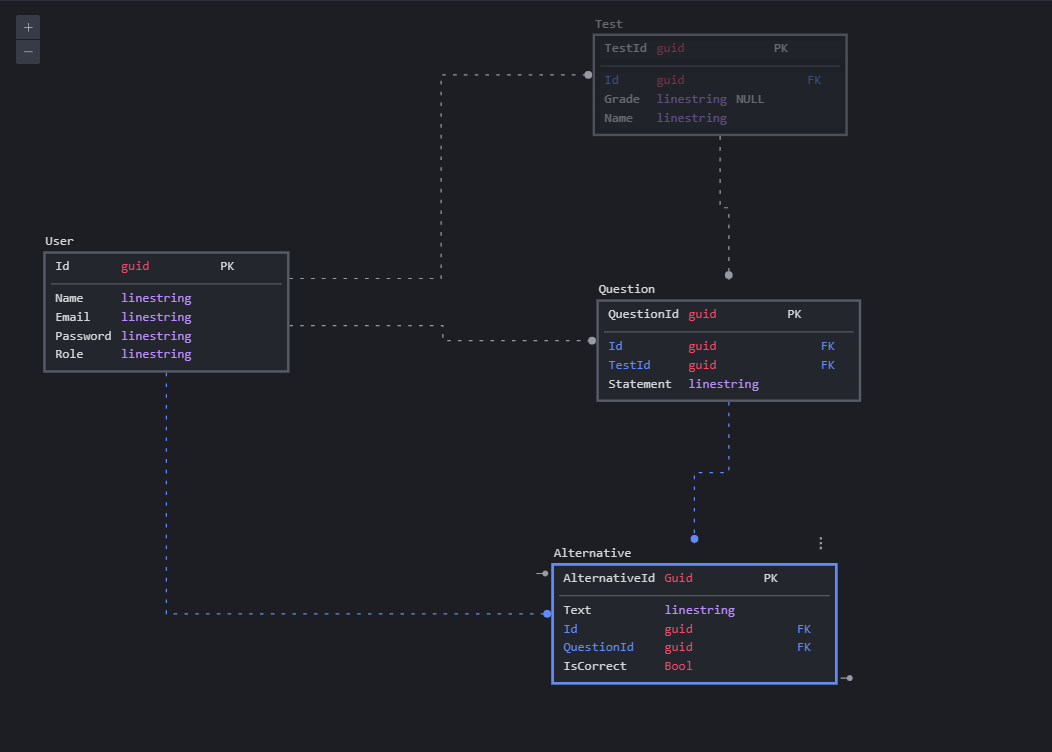 +
−
Test
TestId guid PK
Id guid FK
Grade linestring NULL
Name linestring
User
Id guid PK
Name linestring
Email linestring
Password linestring
Role linestring
Question
QuestionId guid PK
Id guid FK
TestId guid FK
Statement linestring
Alternative
AlternativeId Guid PK
Text linestring
Id guid FK
QuestionId guid FK
IsCorrect Bool